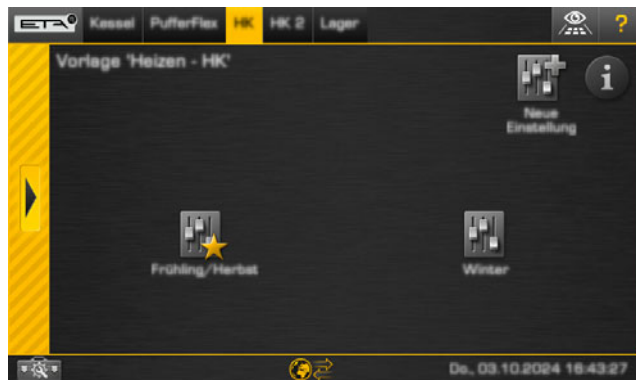 ETA Kessel PufferFlex HK HK 2 Lager ?
Vorlage 'Heizen - HK'
i
Neue
Einstellung
Frühling/Herbst
Winter
Do., 03.10.2024 16:43:27